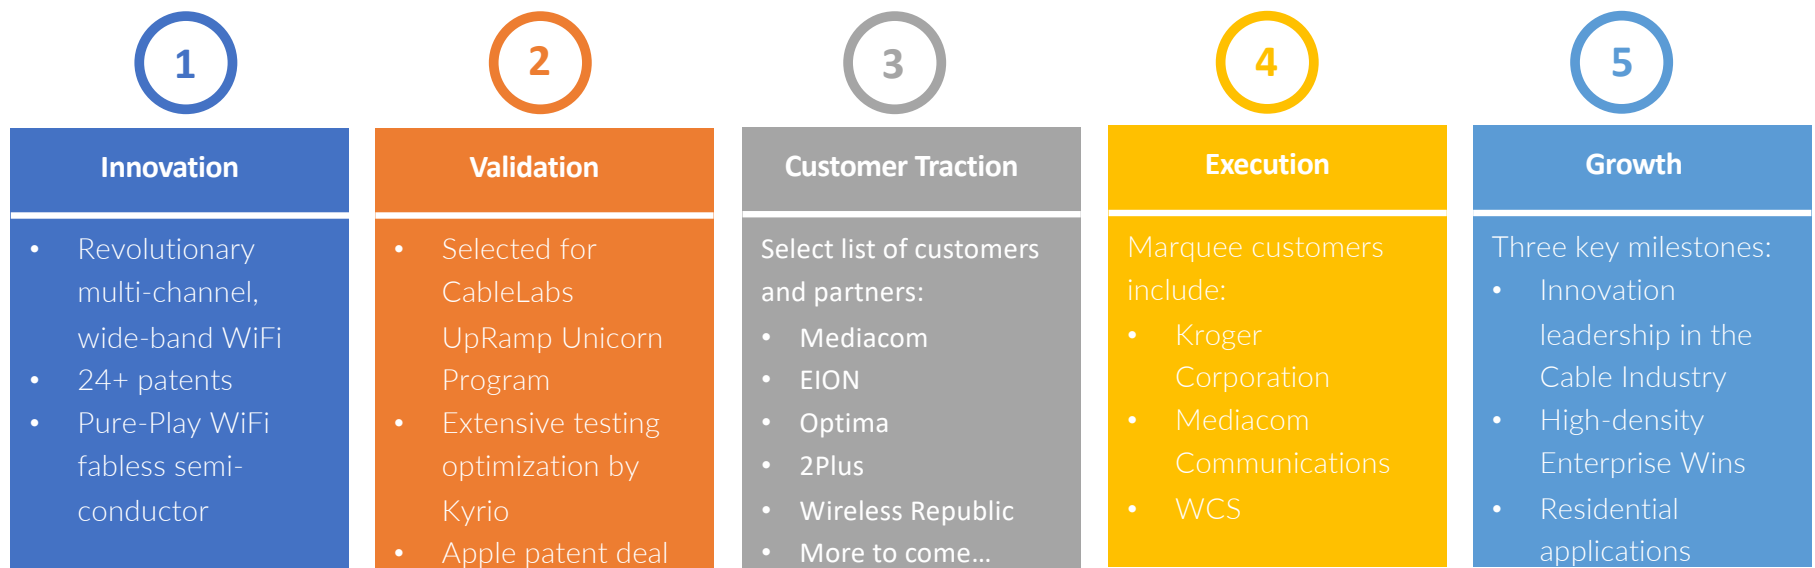 1
Innovation
• Revolutionary
multi-channel,
wide-band WiFi
• 24+ patents
• Pure-Play WiFi
fabless semi-
conductor
2
Validation
• Selected for
CableLabs
UpRamp Unicorn
Program
• Extensive testing
optimization by
Kyrio
• Apple patent deal
3
Customer Traction
Select list of customers
and partners:
• Mediacom
• EION
• Optima
• 2Plus
• Wireless Republic
• More to come…
4
Execution
Marquee customers
include:
• Kroger
Corporation
• Mediacom
Communications
• WCS
5
Growth
Three key milestones:
• Innovation
leadership in the
Cable Industry
• High-density
Enterprise Wins
• Residential
applications